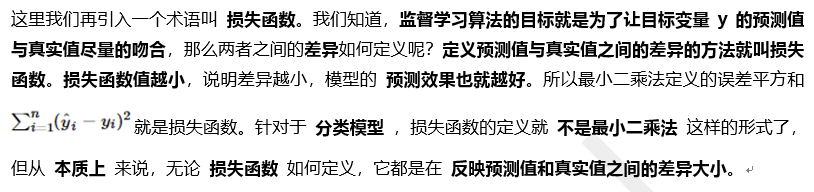 这里我们再引入一个术语叫 损失函数。我们知道，监督学习算法的目标就是为了让目标变量 y 的预测值
与真实值尽量的吻合，那么两者之间的差异如何定义呢？定义预测值与真实值之间的差异的方法就叫损失
函数。损失函数值越小，说明差异越小，模型的 预测效果也就越好。所以最小二乘法定义的误差平方和
∑ⁿᵢ₌₁(ŷᵢ − yᵢ)² 就是损失函数。针对于 分类模型 ，损失函数的定义就 不是最小二乘法 这样的形式了，
但从 本质上 来说，无论 损失函数 如何定义，它都是在 反映预测值和真实值之间的差异大小。↵